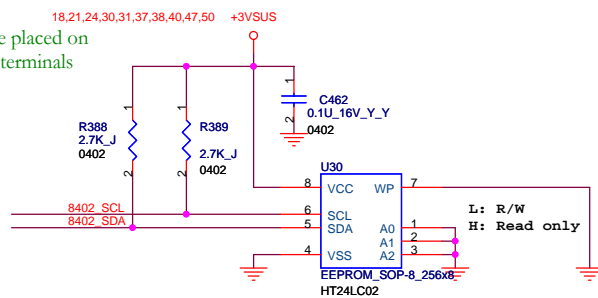 18,21,24,30,31,37,38,40,47,50 +3VSUS
e placed on
terminals
1
C462
0.1U_16V_Y_Y
2
0402
1
R388
2.7K_J
0402
2
1
R389
2.7K_J
0402
2
U30
8 VCC WP 7
8402_SCL 6 SCL
8402_SDA 5 SDA
A0 1
A1 2
A2 3
4 VSS
L: R/W
H: Read only
EEPROM_SOP-8_256x8
HT24LC02